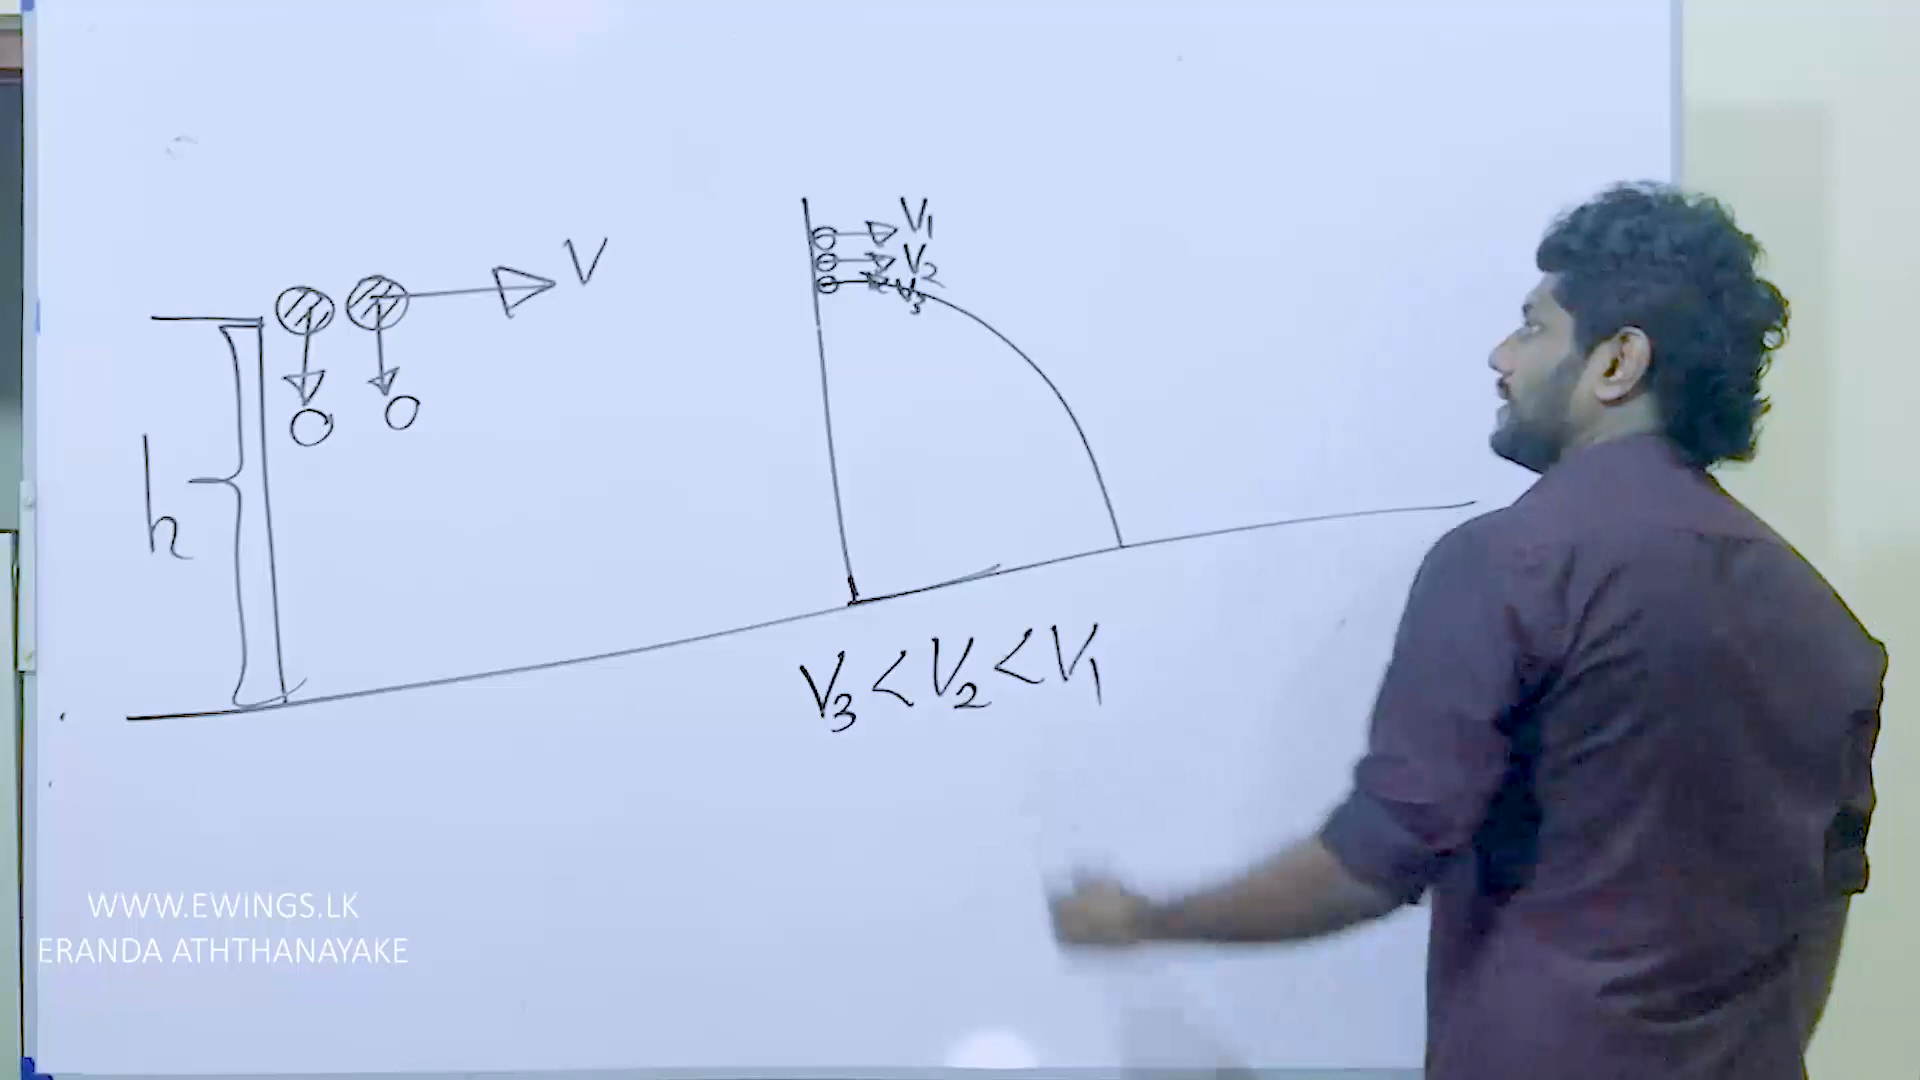 V
h
O O
V₁
V₂
V₃
V₃ < V₂ < V₁
WWW.EWINGS.LK
ERANDA ATHTHANAYAKE